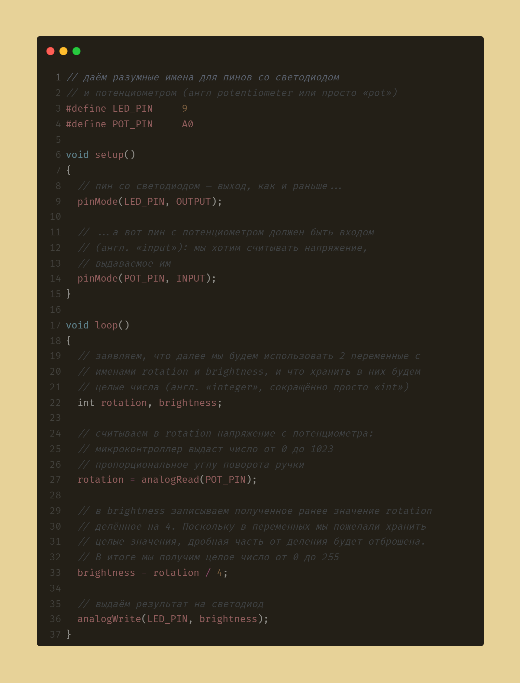 1 // даём разумные имена для пинов со светодиодом
2 // и потенциометром (англ potentiometer или просто «pot»)
3 #define LED_PIN 9
4 #define POT_PIN A0
5
6 void setup()
7 {
8 // пин со светодиодом — выход, как и раньше...
9 pinMode(LED_PIN, OUTPUT);
10
11 // ...а вот пин с потенциометром должен быть входом
12 // (англ. «input»): мы хотим считывать напряжение,
13 // выдаваемое им
14 pinMode(POT_PIN, INPUT);
15 }
16
17 void loop()
18 {
19 // заявляем, что далее мы будем использовать 2 переменные с
20 // именами rotation и brightness, и что хранить в них будем
21 // целые числа (англ. «integer», сокращённо просто «int»)
22 int rotation, brightness;
23
24 // считываем в rotation напряжение с потенциометра:
25 // микроконтроллер выдаст число от 0 до 1023
26 // пропорциональное углу поворота ручки
27 rotation = analogRead(POT_PIN);
28
29 // в brightness записываем полученное ранее значение rotation
30 // делённое на 4. Поскольку в переменных мы пожелали хранить
31 // целые значения, дробная часть от деления будет отброшена.
32 // В итоге мы получим целое число от 0 до 255
33 brightness rotation / 4;
34
35 // выдаём результат на светодиод
36 analogWrite(LED_PIN, brightness);
37 }